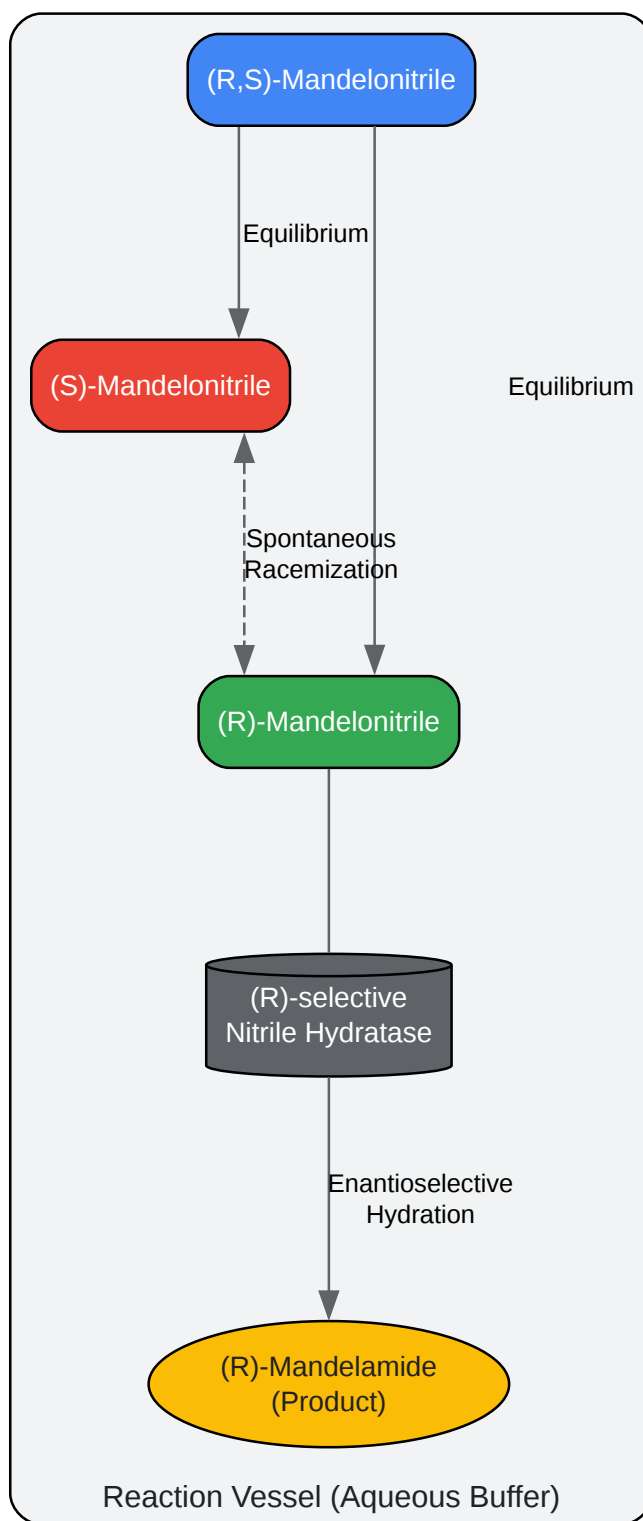 (R,S)-Mandelonitrile
Equilibrium
(S)-Mandelonitrile
Equilibrium
Spontaneous
Racemization
(R)-Mandelonitrile
(R)-selective
Nitrile Hydratase
Enantioselective
Hydration
(R)-Mandelamide
(Product)
Reaction Vessel (Aqueous Buffer)